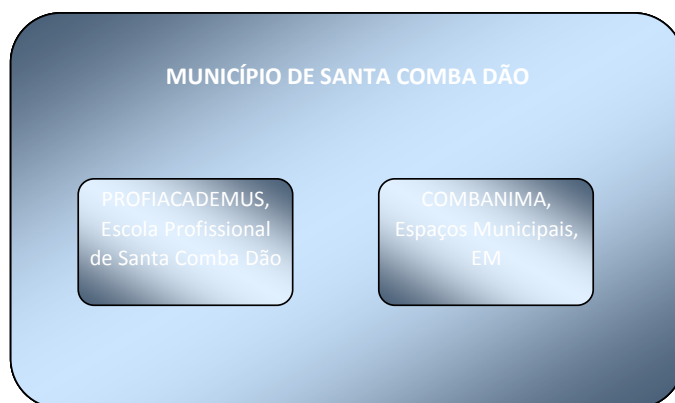 MUNICÍPIO DE SANTA COMBA DÃO
PROFIACADEMUS,
Escola Profissional
de Santa Comba Dão
COMBANIMA,
Espaços Municipais,
EM